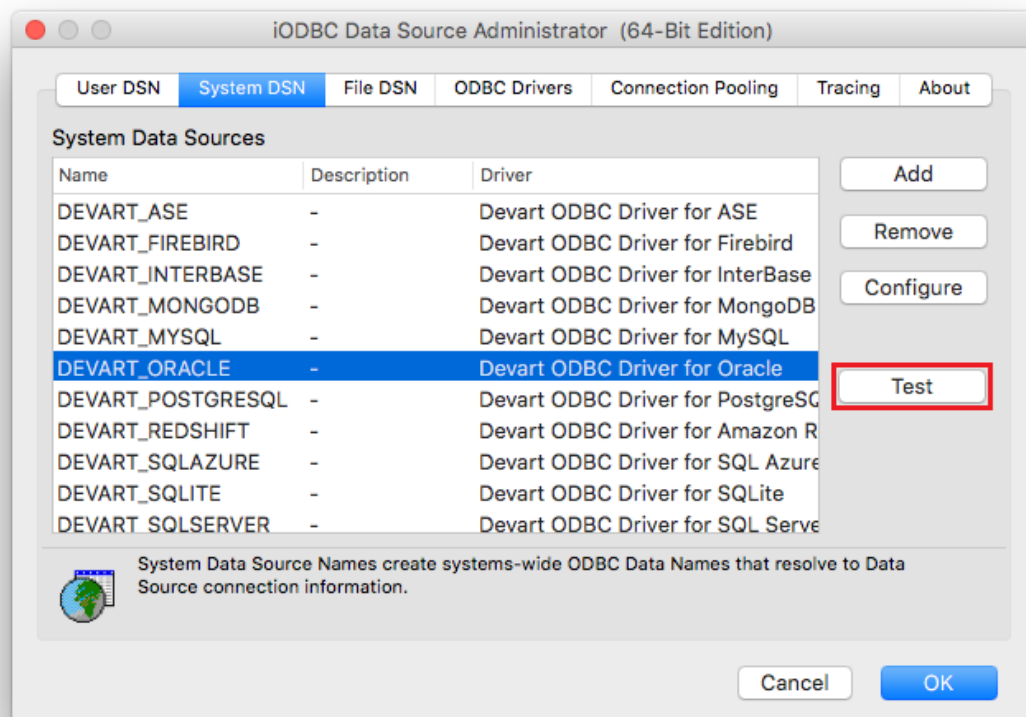 iODBC Data Source Administrator (64-Bit Edition)
User DSN System DSN File DSN ODBC Drivers Connection Pooling Tracing About
System Data Sources
Name Description Driver
Add
DEVART_ASE - Devart ODBC Driver for ASE
DEVART_FIREBIRD - Devart ODBC Driver for Firebird
Remove
DEVART_INTERBASE - Devart ODBC Driver for InterBase
Configure
DEVART_MONGODB - Devart ODBC Driver for MongoDB
DEVART_MYSQL - Devart ODBC Driver for MySQL
DEVART_ORACLE - Devart ODBC Driver for Oracle
Test
DEVART_POSTGRESQL - Devart ODBC Driver for PostgreSQ
DEVART_REDSHIFT - Devart ODBC Driver for Amazon R
DEVART_SQLAZURE - Devart ODBC Driver for SQL Azure
DEVART_SQLITE - Devart ODBC Driver for SQLite
DEVART_SQLSERVER - Devart ODBC Driver for SQL Serve
System Data Source Names create systems-wide ODBC Data Names that resolve to Data
Source connection information.
Cancel OK